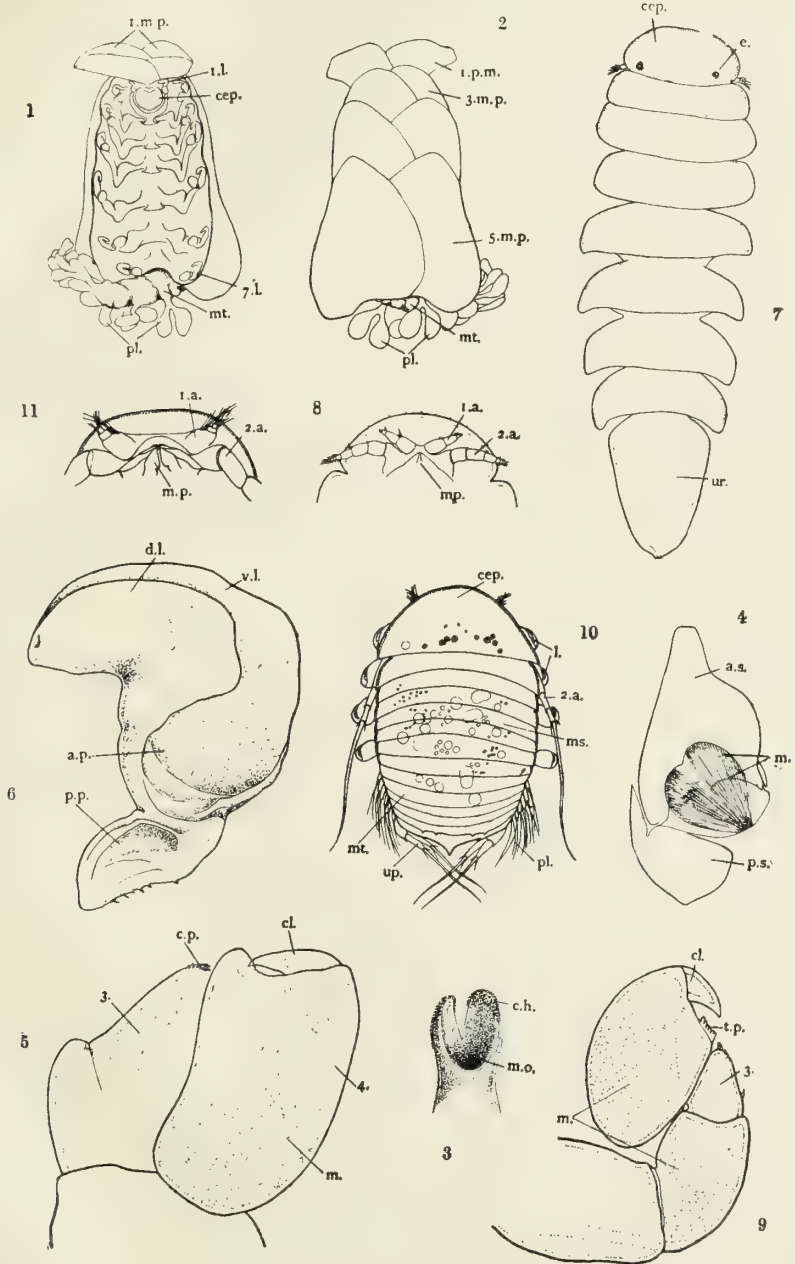 1.m p.
1.l.
cep.
1
7.l.
mt.
pl.
2
1.p.m.
3.m.p.
5.m.p.
mt.
pl.
cep.
e.
7
ur.
11
1.a.
2.a.
m.p.
8
1.a.
2.a.
mp.
d.l.
v.l.
a.p.
p.p.
6
cep.
10
l.
2.a.
ms.
mt.
up.
pl.
4
a.s.
m.
p.s.
cl.
c.p.
3.
5
4.
m.
c.h.
m.o.
3
cl.
t.p.
3.
m.
9